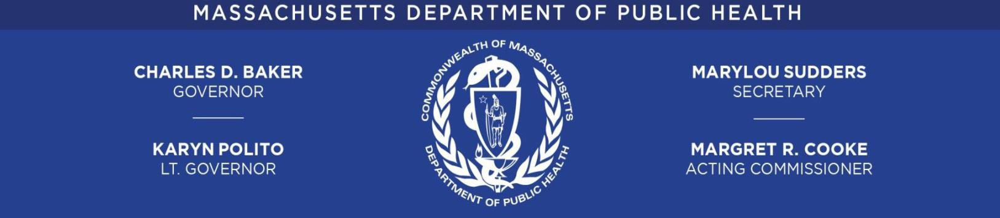 MASSACHUSETTS DEPARTMENT OF PUBLIC HEALTH
CHARLES D. BAKER
GOVERNOR
KARYN POLITO
LT. GOVERNOR
COMMONWEALTH OF MASSACHUSETTS
DEPARTMENT OF PUBLIC HEALTH
MARYLOU SUDDERS
SECRETARY
MARGRET R. COOKE
ACTING COMMISSIONER